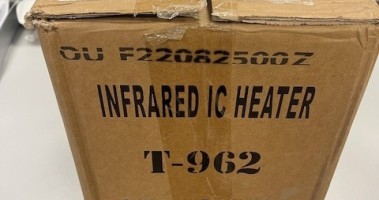 OU F22082500Z
INFRARED IC HEATER
T-962